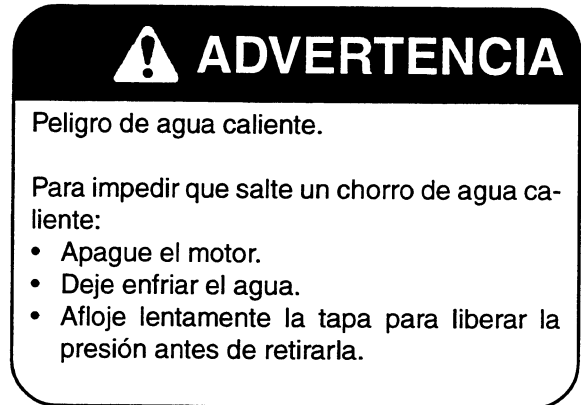 ADVERTENCIA
Peligro de agua caliente.
Para impedir que salte un chorro de agua ca-
liente:
• Apague el motor.
• Deje enfriar el agua.
• Afloje lentamente la tapa para liberar la
presión antes de retirarla.